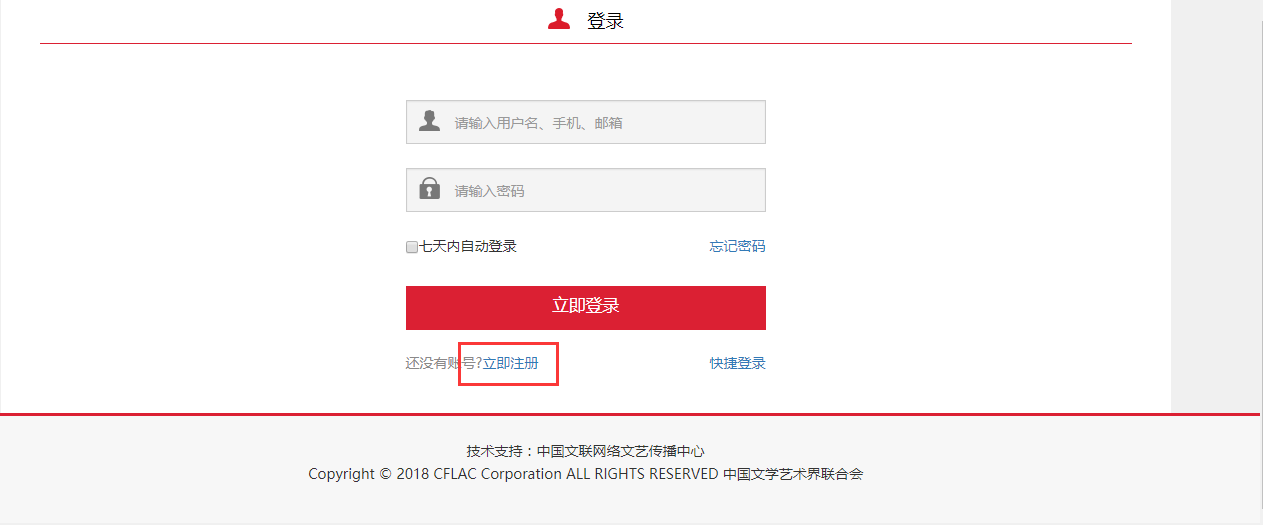 登录
请输入用户名、手机、邮箱
请输入密码
七天内自动登录 忘记密码
立即登录
还没有账号?立即注册 快捷登录
技术支持：中国文联网络文艺传播中心
Copyright © 2018 CFLAC Corporation ALL RIGHTS RESERVED 中国文学艺术界联合会